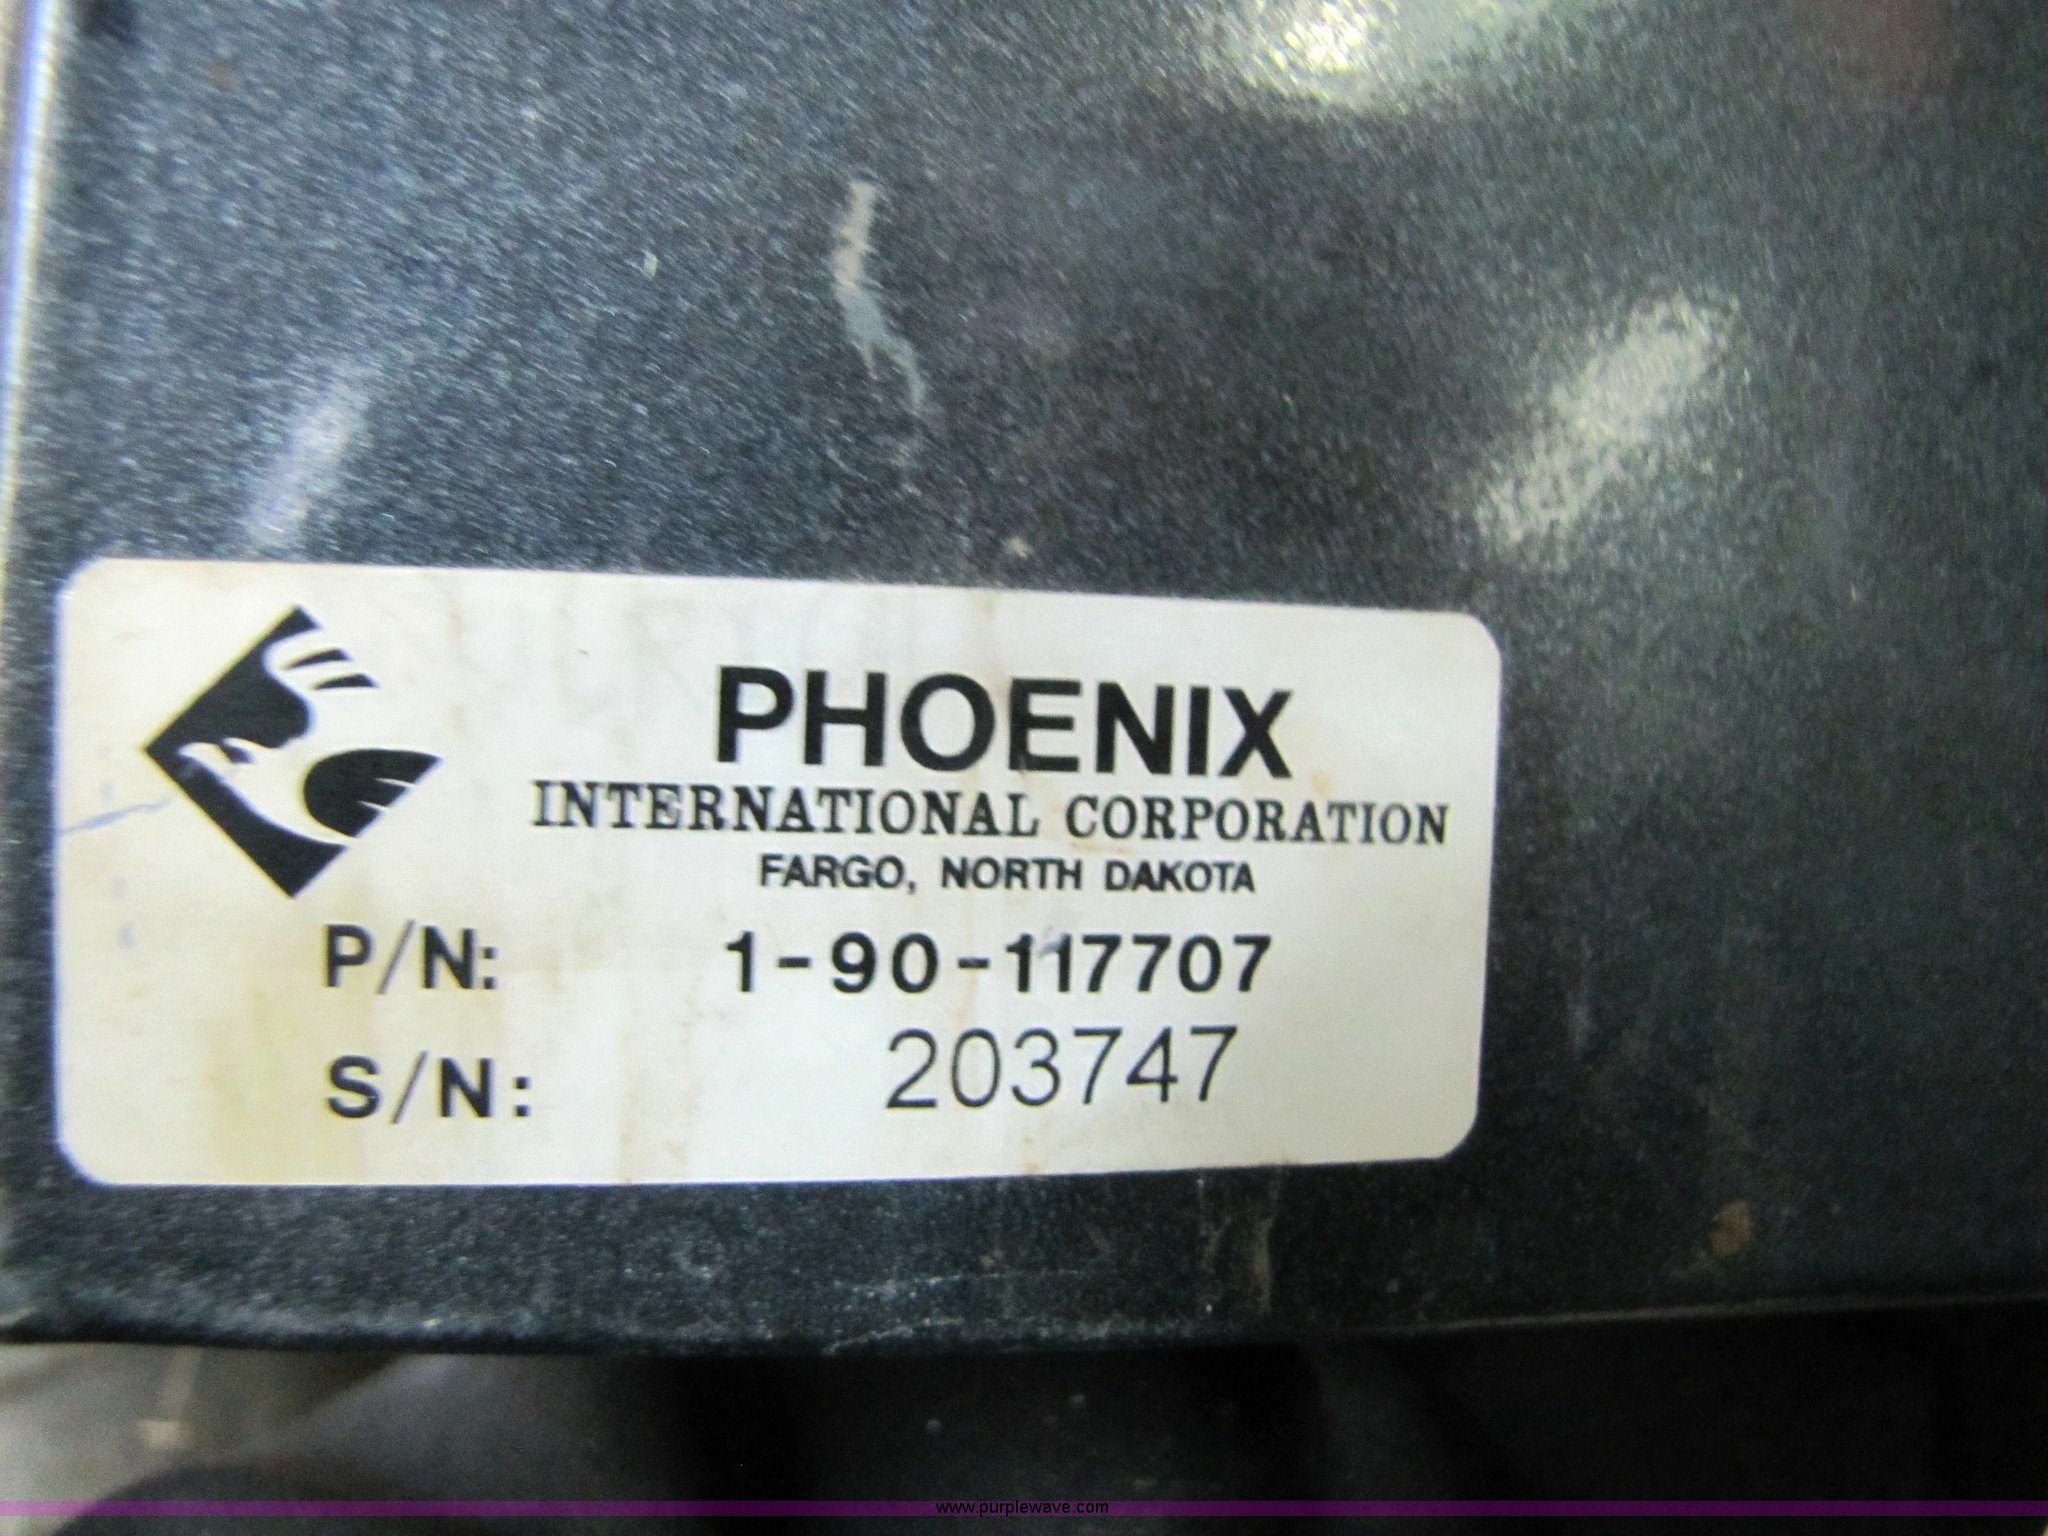 PHOENIX
INTERNATIONAL CORPORATION
FARGO, NORTH DAKOTA
P/N: 1-90-117707
S/N: 203747
www.purplewave.com